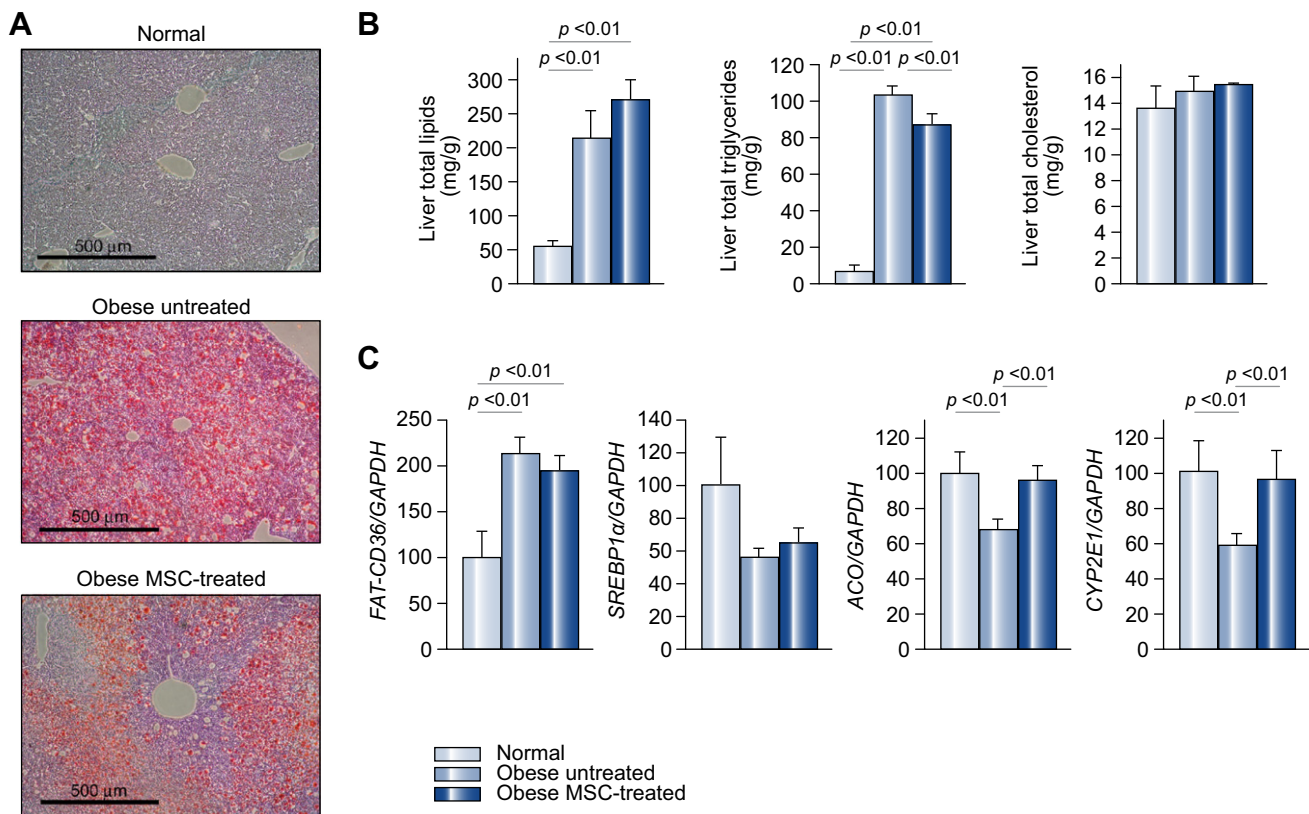 A
Normal
500 μm
Obese untreated
500 μm
Obese MSC-treated
500 μm
B
p <0.01
p <0.01
Liver total lipids
(mg/g)
300
250
200
150
100
50
0
p <0.01
p <0.01 p <0.01
Liver total triglycerides
(mg/g)
120
100
80
60
40
20
0
Liver total cholesterol
(mg/g)
16
14
12
10
8
6
4
2
0
C
p <0.01
p <0.01
FAT-CD36/GAPDH
250
200
150
100
50
0
SREBP1α/GAPDH
140
120
100
80
60
40
20
0
p <0.01
p <0.01
ACO/GAPDH
120
100
80
60
40
20
0
p <0.01
p <0.01
CYP2E1/GAPDH
120
100
80
60
40
20
0
Normal
Obese untreated
Obese MSC-treated